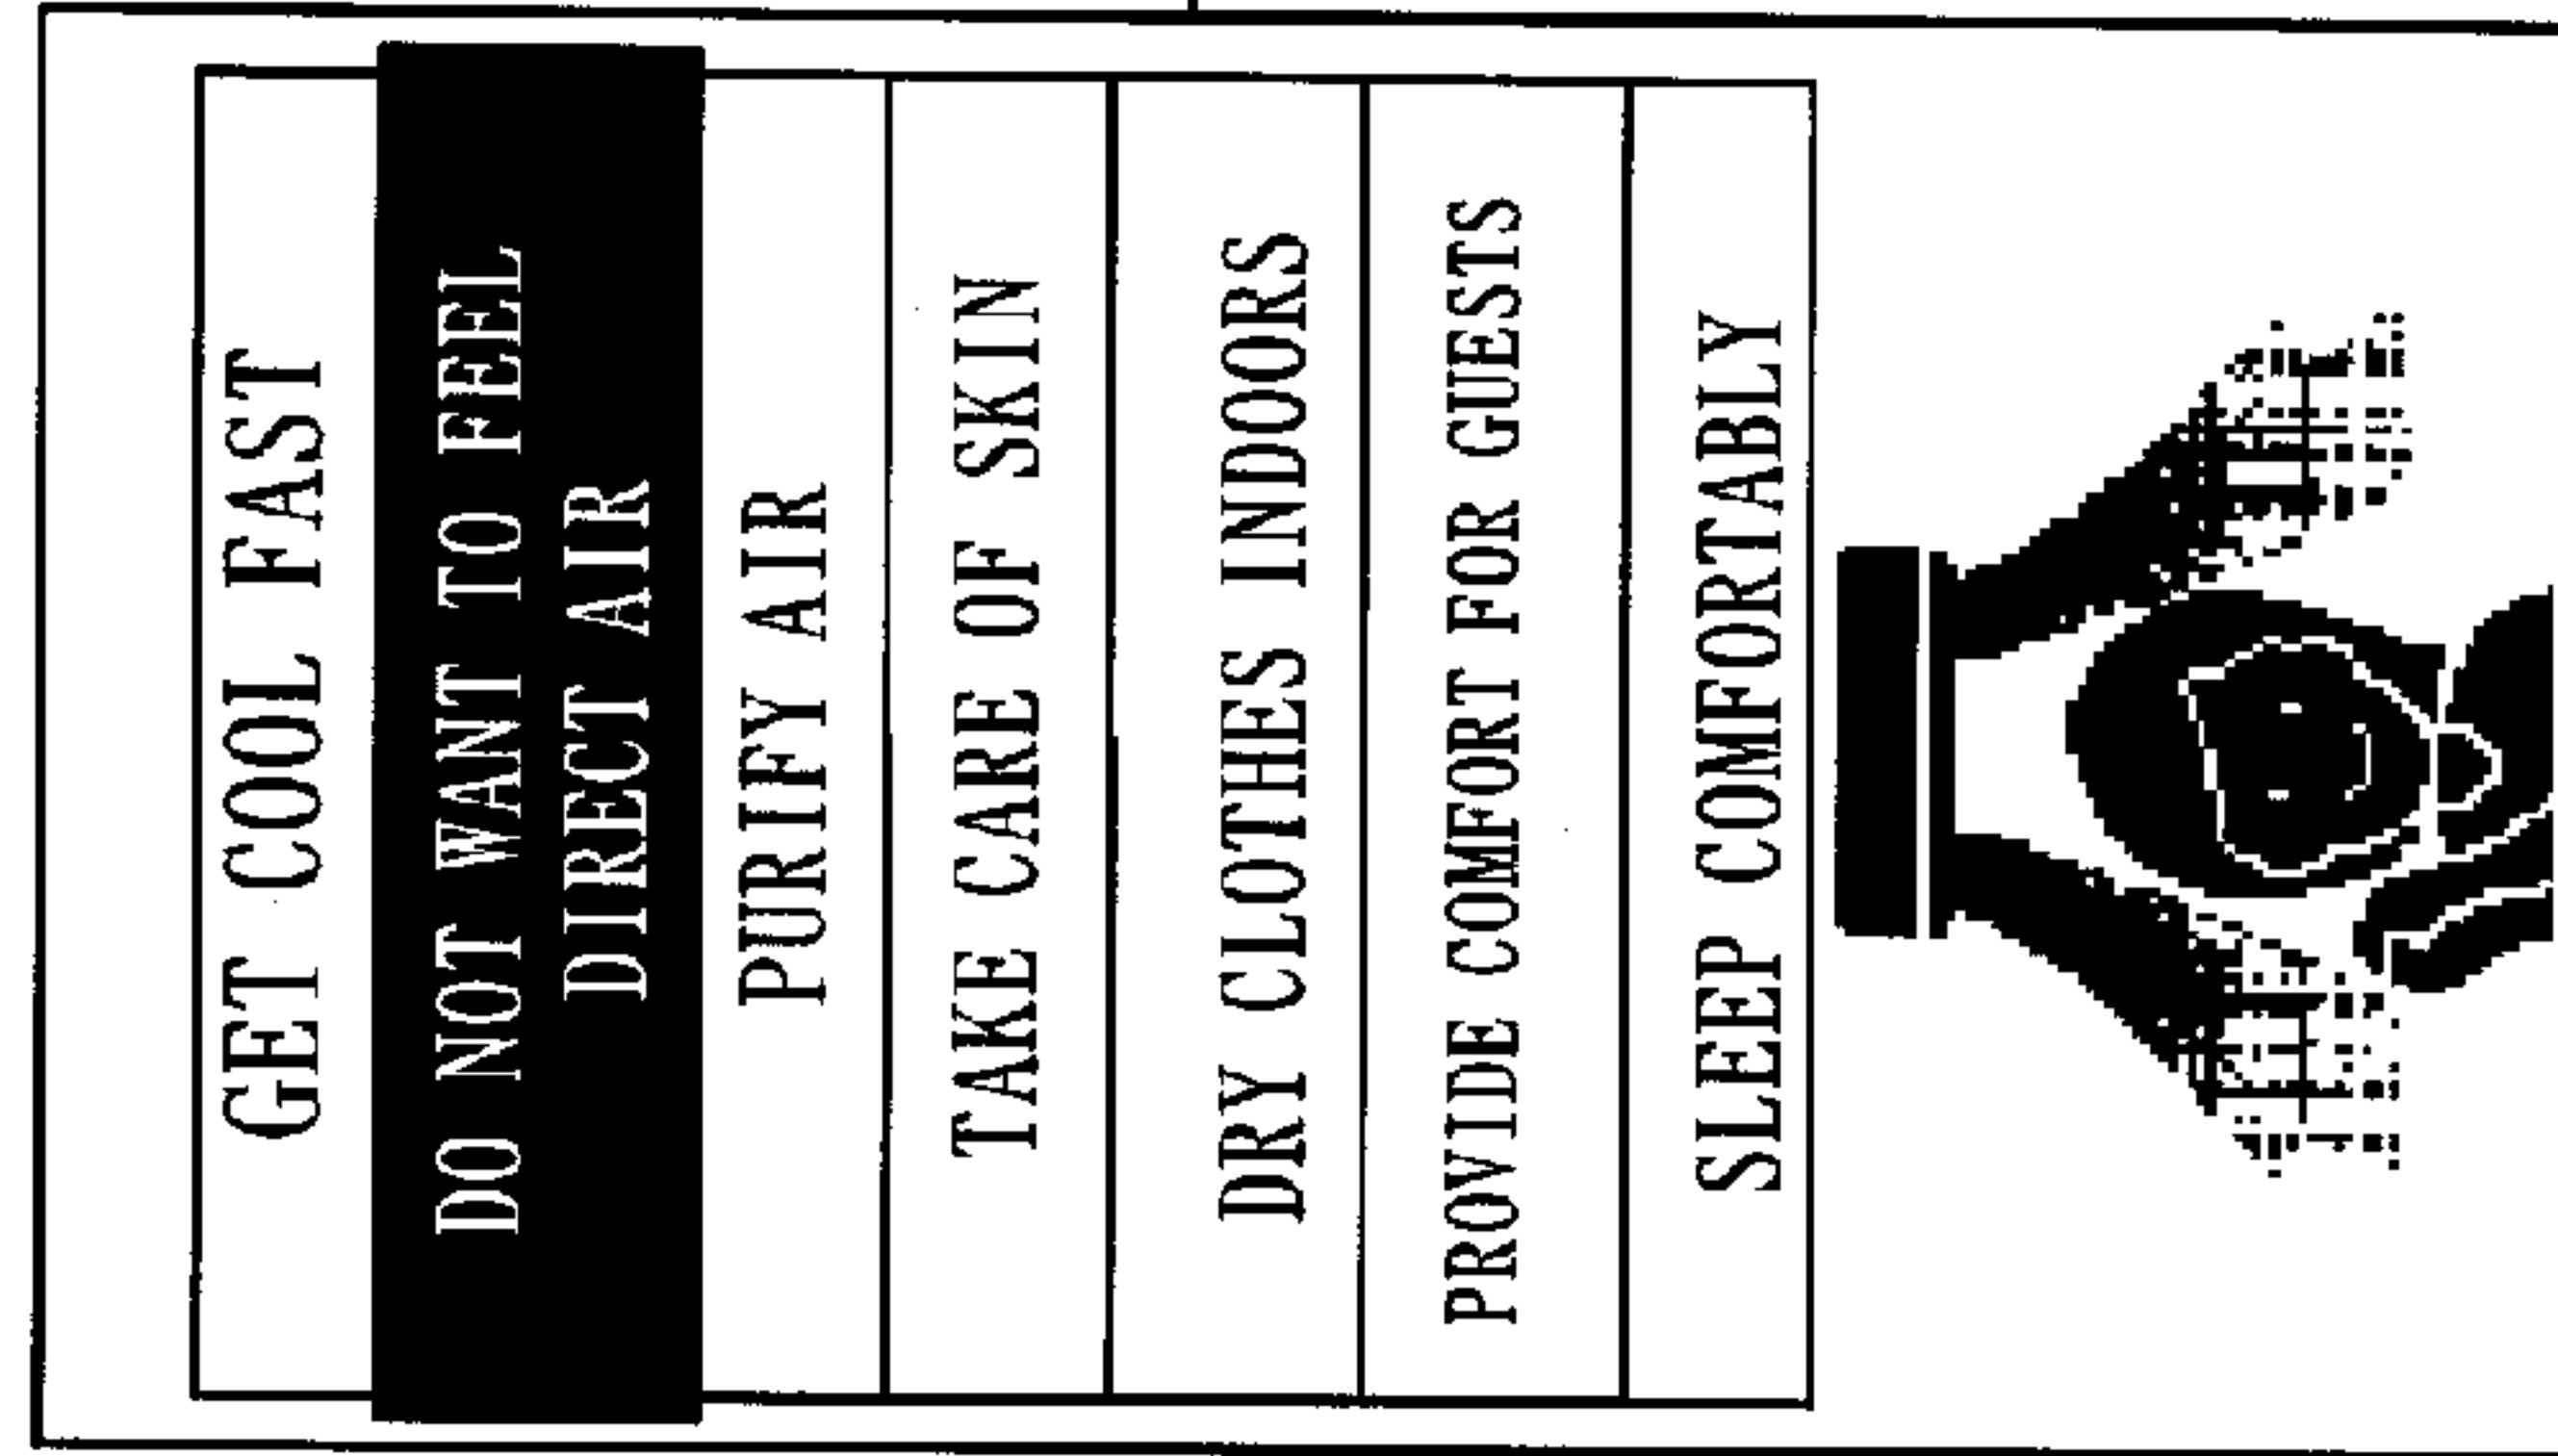 GET COOL FAST
DO NOT WANT TO FEEL
DIRECT AIR
PURIFY AIR
TAKE CARE OF SKIN
DRY CLOTHES INDOORS
PROVIDE COMFORT FOR GUESTS
SLEEP COMFORTABLY